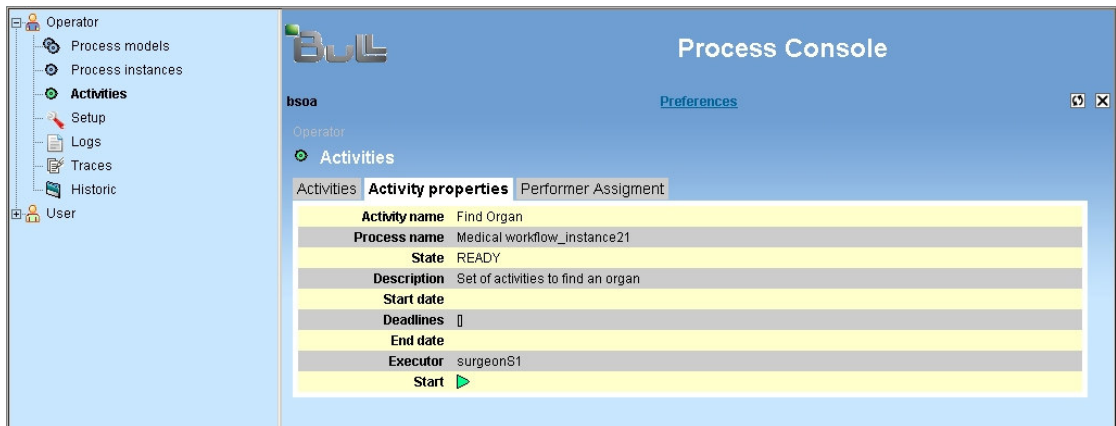 Operator
Process models
Process instances
Activities
Setup
Logs
Traces
Historic
User
Bull
Process Console
bsoa Preferences
Operator
Activities
Activities Activity properties Performer Assigment
Activity name Find Organ
Process name Medical workflow_instance21
State READY
Description Set of activities to find an organ
Start date
Deadlines []
End date
Executor surgeonS1
Start